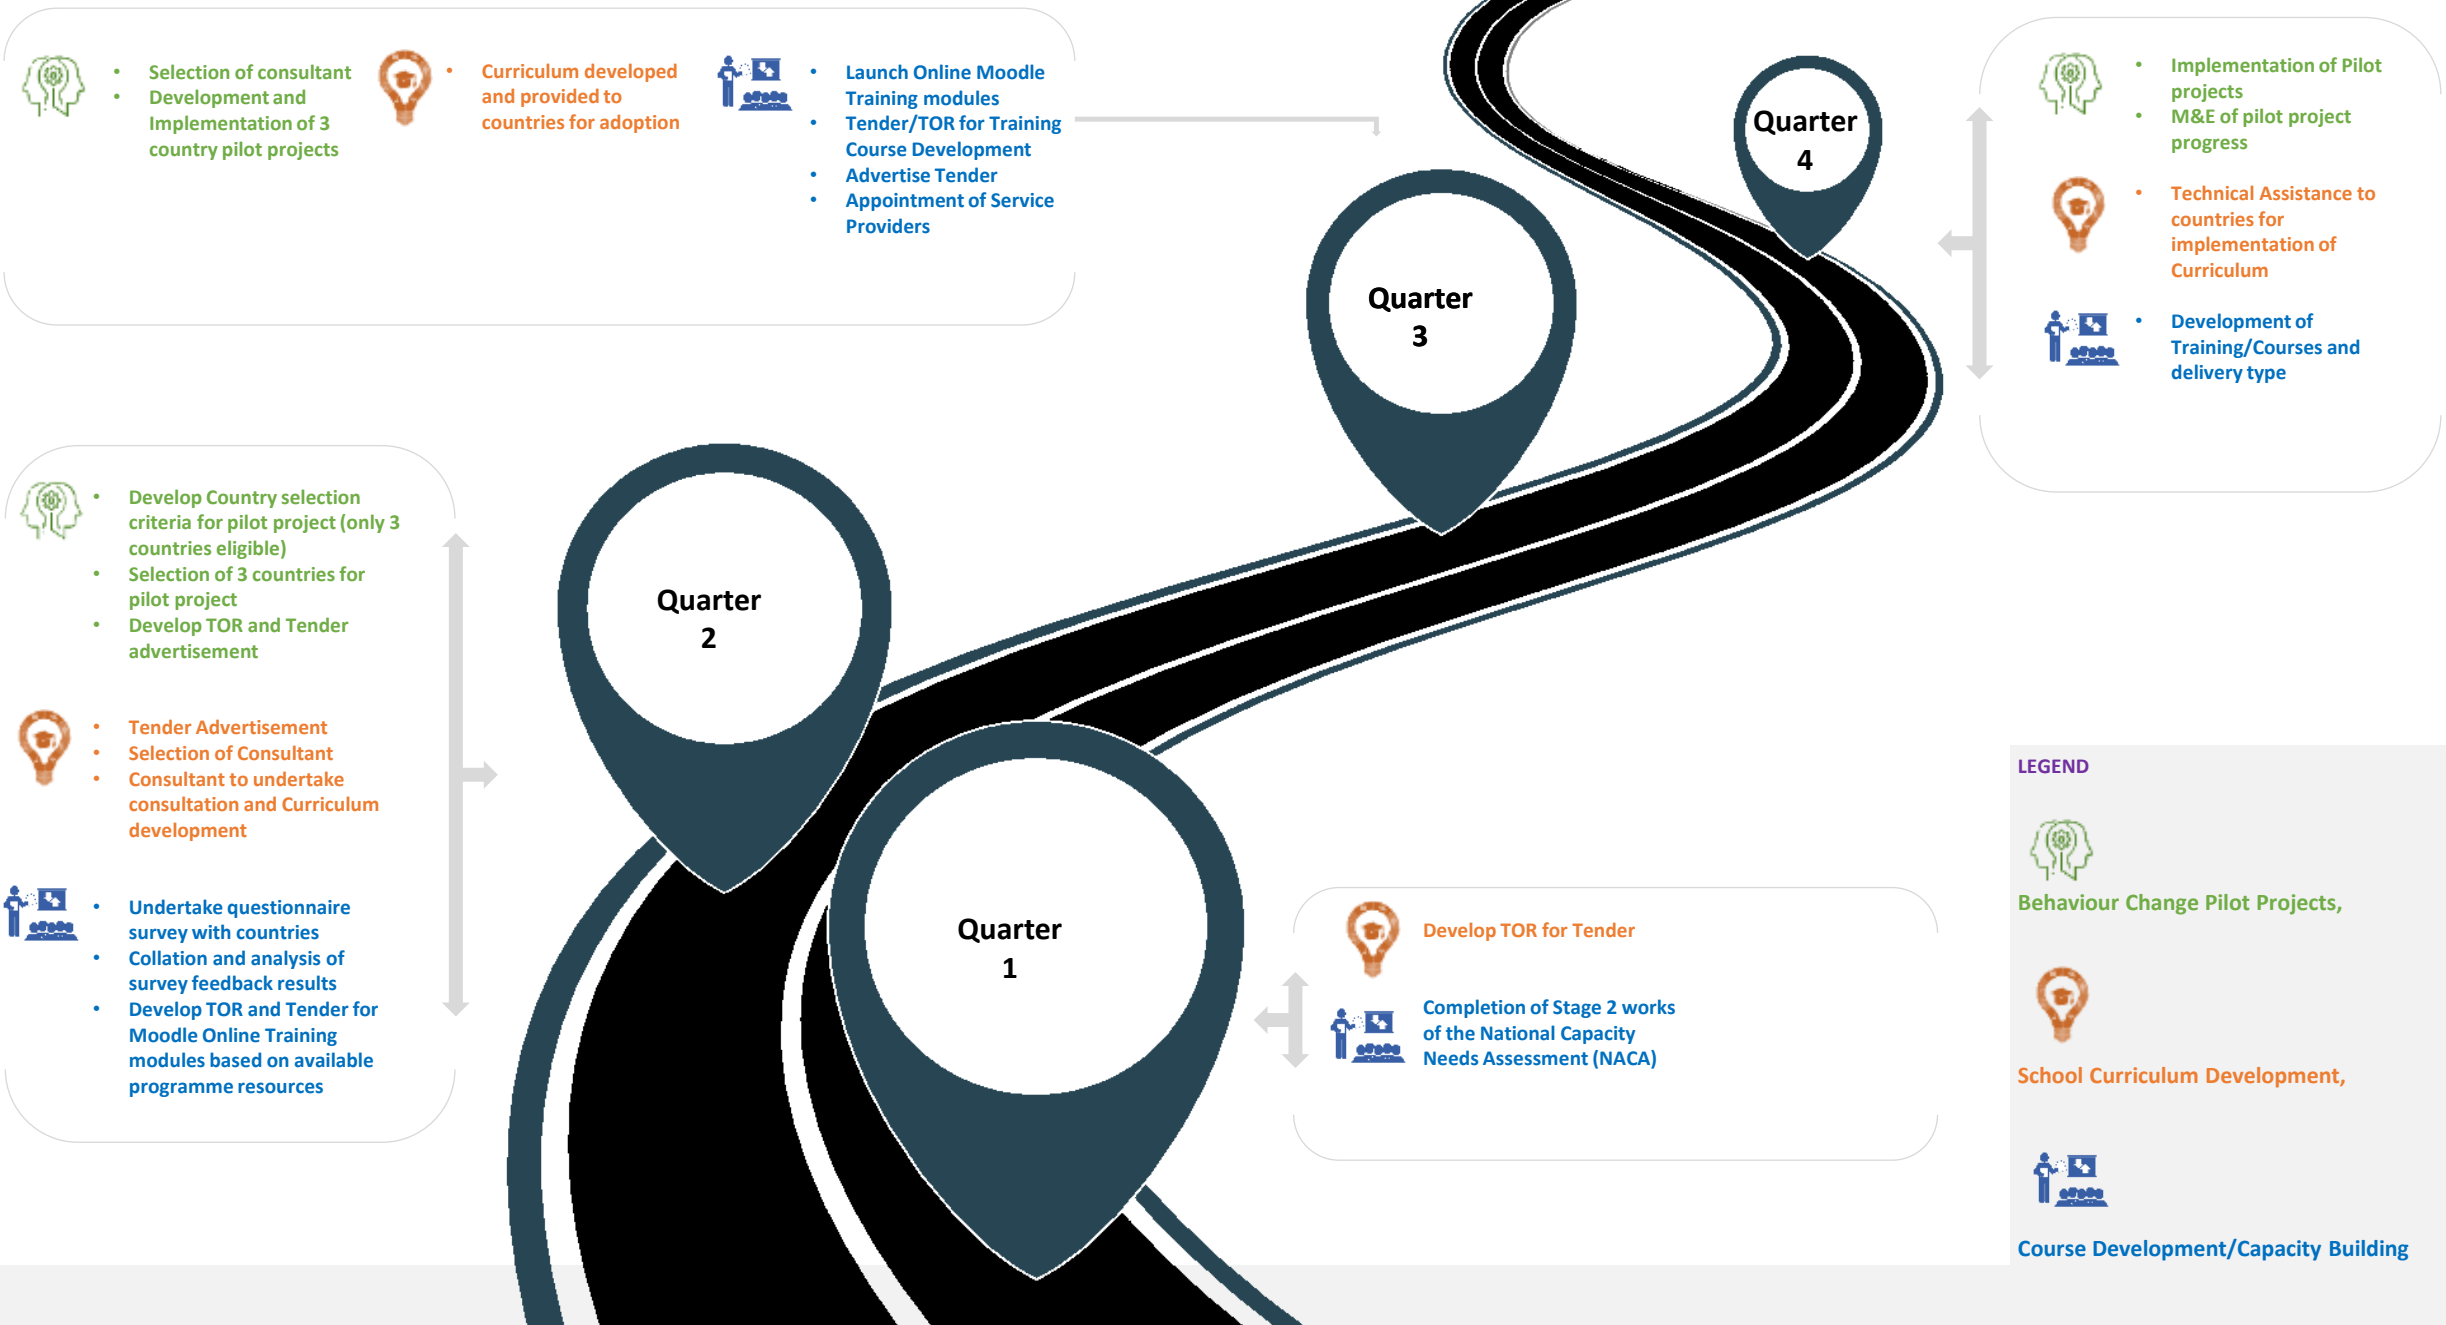 • Selection of consultant
• Development and
Implementation of 3
country pilot projects
• Curriculum developed
and provided to
countries for adoption
• Launch Online Moodle
Training modules
• Tender/TOR for Training
Course Development
• Advertise Tender
• Appointment of Service
Providers
Quarter
4
• Implementation of Pilot
projects
• M&E of pilot project
progress
• Technical Assistance to
countries for
implementation of
Curriculum
• Development of
Training/Courses and
delivery type
Quarter
3
• Develop Country selection
criteria for pilot project (only 3
countries eligible)
• Selection of 3 countries for
pilot project
• Develop TOR and Tender
advertisement
• Tender Advertisement
• Selection of Consultant
• Consultant to undertake
consultation and Curriculum
development
• Undertake questionnaire
survey with countries
• Collation and analysis of
survey feedback results
• Develop TOR and Tender for
Moodle Online Training
modules based on available
programme resources
Quarter
2
Quarter
1
Develop TOR for Tender
Completion of Stage 2 works
of the National Capacity
Needs Assessment (NACA)
LEGEND
Behaviour Change Pilot Projects,
School Curriculum Development,
Course Development/Capacity Building